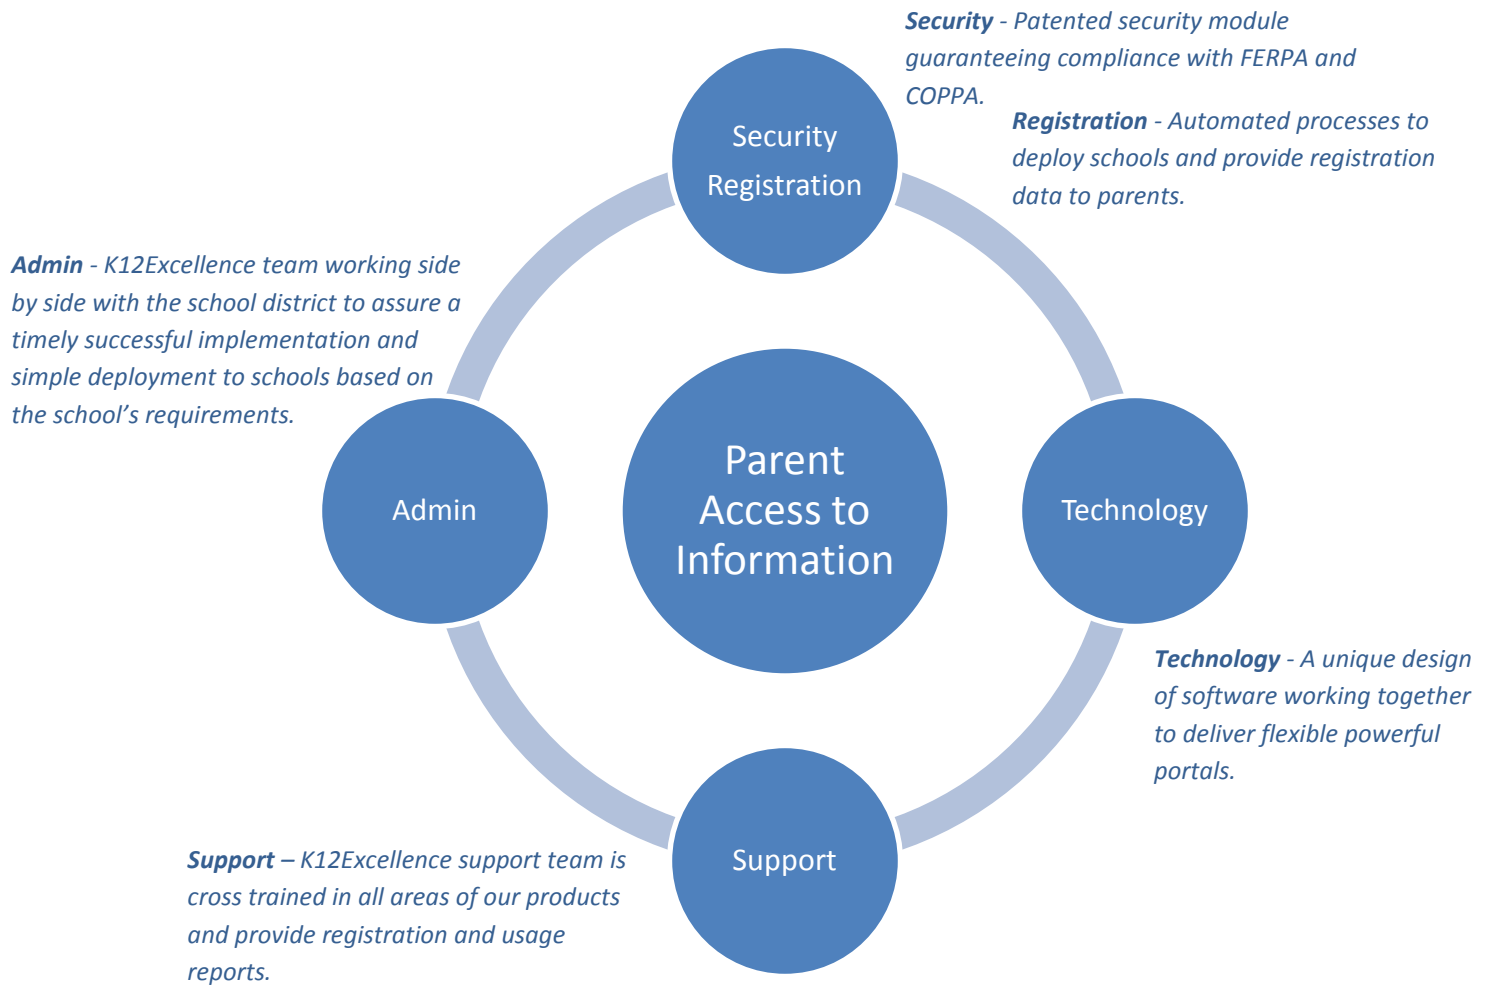 Security - Patented security module
guaranteeing compliance with FERPA and
COPPA.
Registration - Automated processes to
deploy schools and provide registration
data to parents.
Security
Registration
Admin - K12Excellence team working side
by side with the school district to assure a
timely successful implementation and
simple deployment to schools based on
the school’s requirements.
Parent
Access to
Information
Admin
Technology
Technology - A unique design
of software working together
to deliver flexible powerful
portals.
Support
Support – K12Excellence support team is
cross trained in all areas of our products
and provide registration and usage
reports.